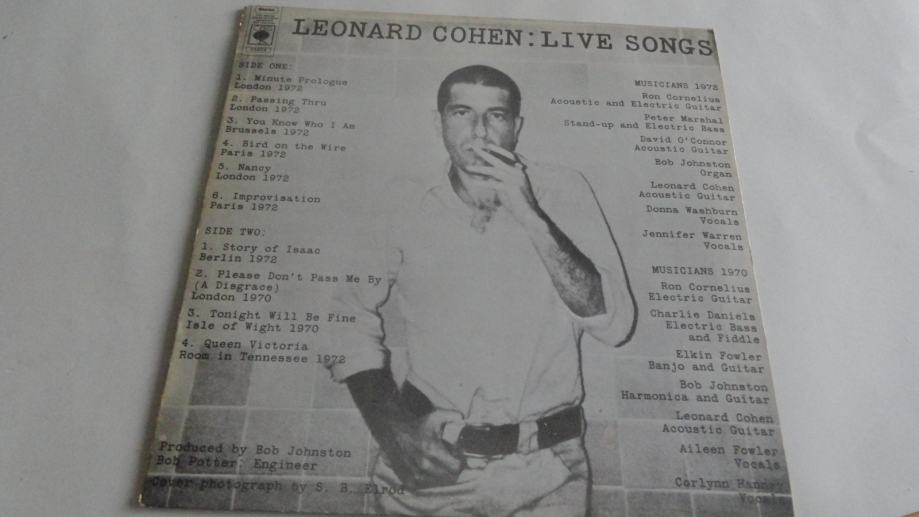 Stereo
LEONARD COHEN: LIVE SONGS
SIDE ONE:
1. Minute Prologue
London 1972
2. Passing Thru
London 1972
3. You Know Who I Am
Brussels 1972
4. Bird on the Wire
Paris 1972
5. Nancy
London 1972
6. Improvisation
Paris 1972
SIDE TWO:
1. Story of Isaac
Berlin 1972
2. Please Don't Pass Me By
(A Disgrace)
London 1970
3. Tonight Will Be Fine
Isle of Wight 1970
4. Queen Victoria
Room in Tennessee 1972
Produced by Bob Johnston
Bob Potter: Engineer
Cover photograph by S. B. Elrod
MUSICIANS 1972
Ron Cornelius
Acoustic and Electric Guitar
Peter Marshal
Stand-up and Electric Bass
David O'Connor
Acoustic Guitar
Bob Johnston
Organ
Leonard Cohen
Acoustic Guitar
Donna Washburn
Vocals
Jennifer Warren
Vocals
MUSICIANS 1970
Ron Cornelius
Electric Guitar
Charlie Daniels
Electric Bass
and Fiddle
Elkin Fowler
Banjo and Guitar
Bob Johnston
Harmonica and Guitar
Leonard Cohen
Acoustic Guitar
Aileen Fowler
Vocals
Corlynn Hanney
Vocals